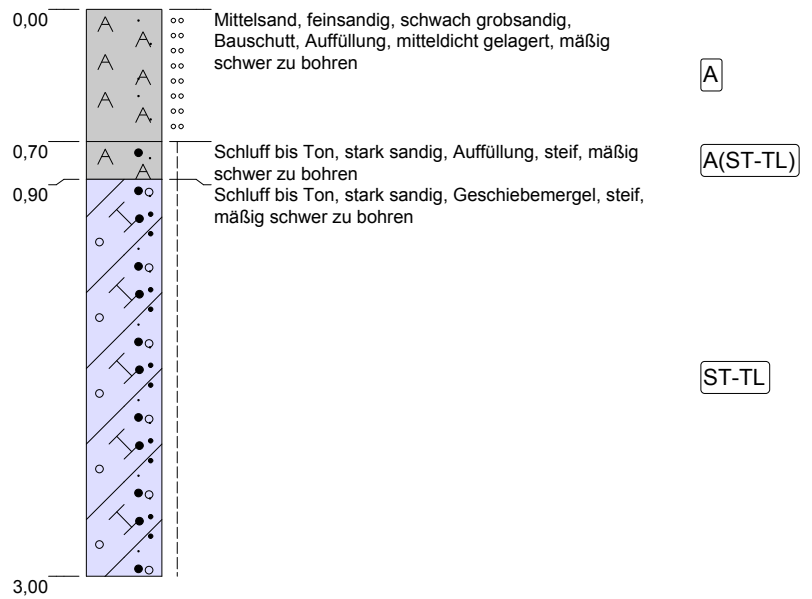 0,00
Mittelsand, feinsandig, schwach grobsandig,
Bauschutt, Auffüllung, mitteldicht gelagert, mäßig
schwer zu bohren
A
0,70
Schluff bis Ton, stark sandig, Auffüllung, steif, mäßig
schwer zu bohren
A(ST-TL)
0,90
Schluff bis Ton, stark sandig, Geschiebemergel, steif,
mäßig schwer zu bohren
ST-TL
3,00
A
A
A
A
A
A
A
A